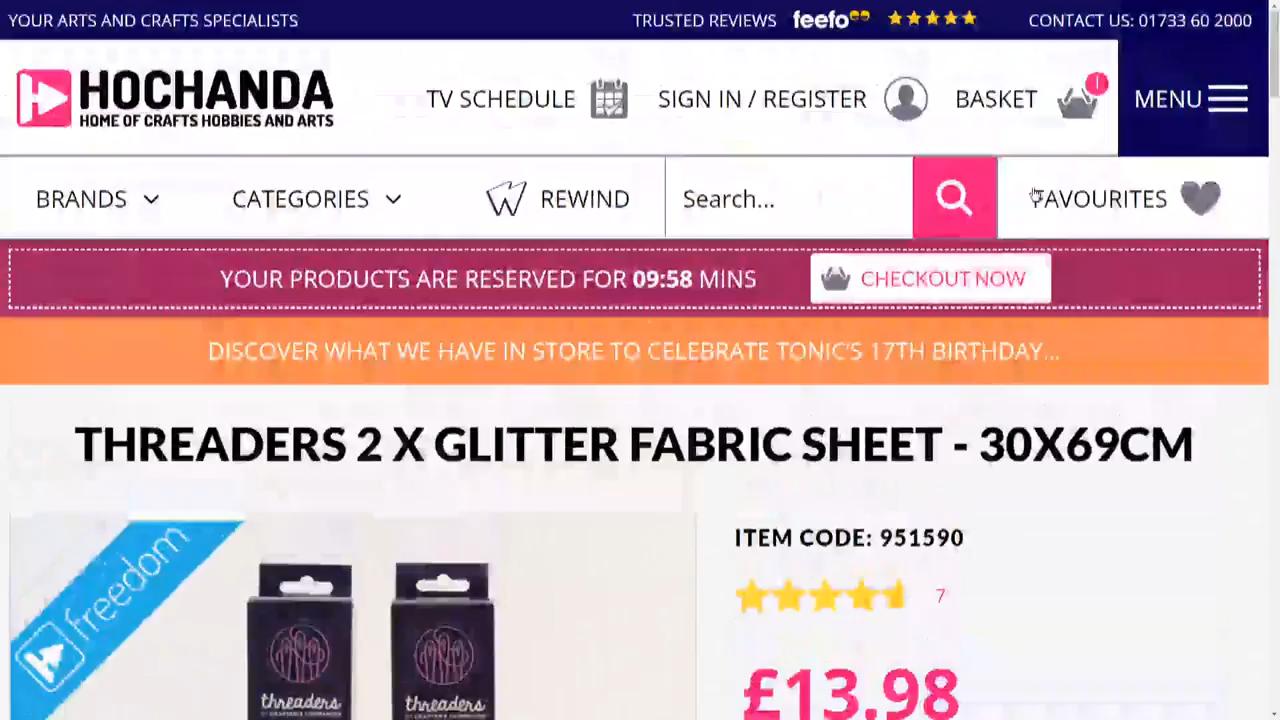 YOUR ARTS AND CRAFTS SPECIALISTS
TRUSTED REVIEWS feefo
CONTACT US: 01733 60 2000
HOCHANDA
HOME OF CRAFTS HOBBIES AND ARTS
TV SCHEDULE
SIGN IN / REGISTER
BASKET
1
MENU
BRANDS
CATEGORIES
REWIND
Search...
FAVOURITES
YOUR PRODUCTS ARE RESERVED FOR 09:58 MINS
CHECKOUT NOW
DISCOVER WHAT WE HAVE IN STORE TO CELEBRATE TONIC'S 17TH BIRTHDAY...
THREADERS 2 X GLITTER FABRIC SHEET - 30X69CM
freedom
threaders
threaders
ITEM CODE: 951590
7
£13.98